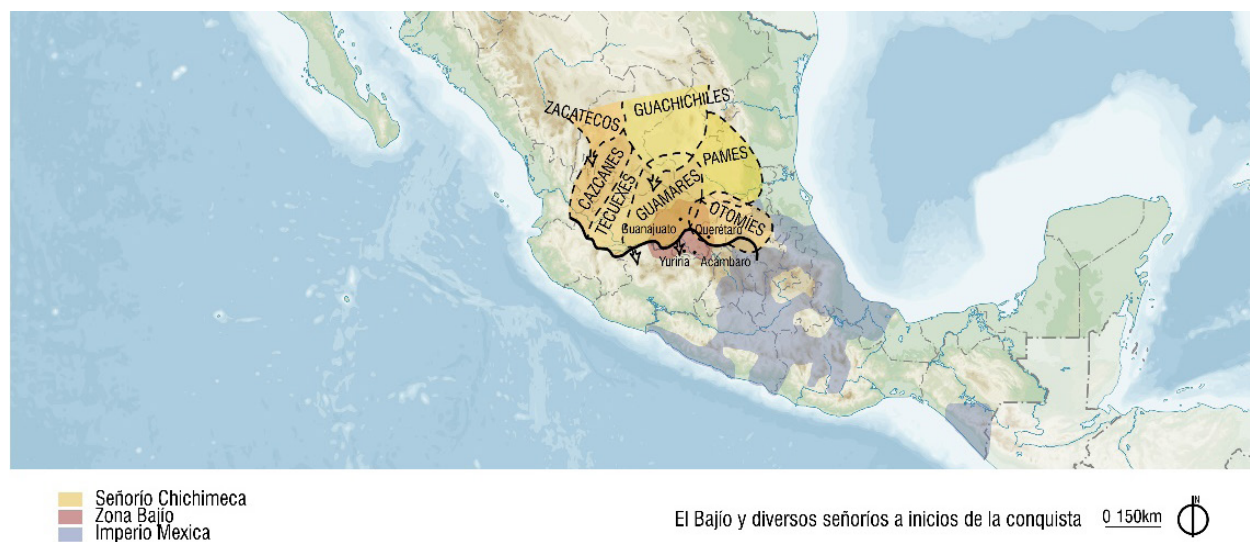 ZACATECOS
GUACHICHILES
CAZCANES
TECUEXES
GUAMARES
PAMES
OTOMÍES
Guanajuato
Querétaro
Yuriria
Acámbaro
Señorío Chichimeca
Zona Bajío
Imperio Mexica
El Bajío y diversos señoríos a inicios de la conquista
0 150km
N